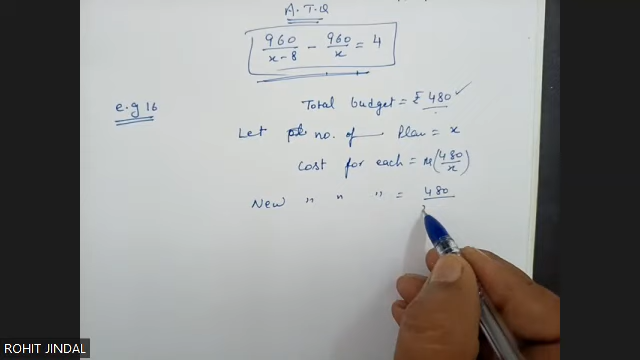 A.T.Q
960/(x-8) - 960/x = 4
e.g 16
Total budget = ₹ 480
Let no. of Plan = x
Cost for each = (480/x)
New " " " = 480
ROHIT JINDAL